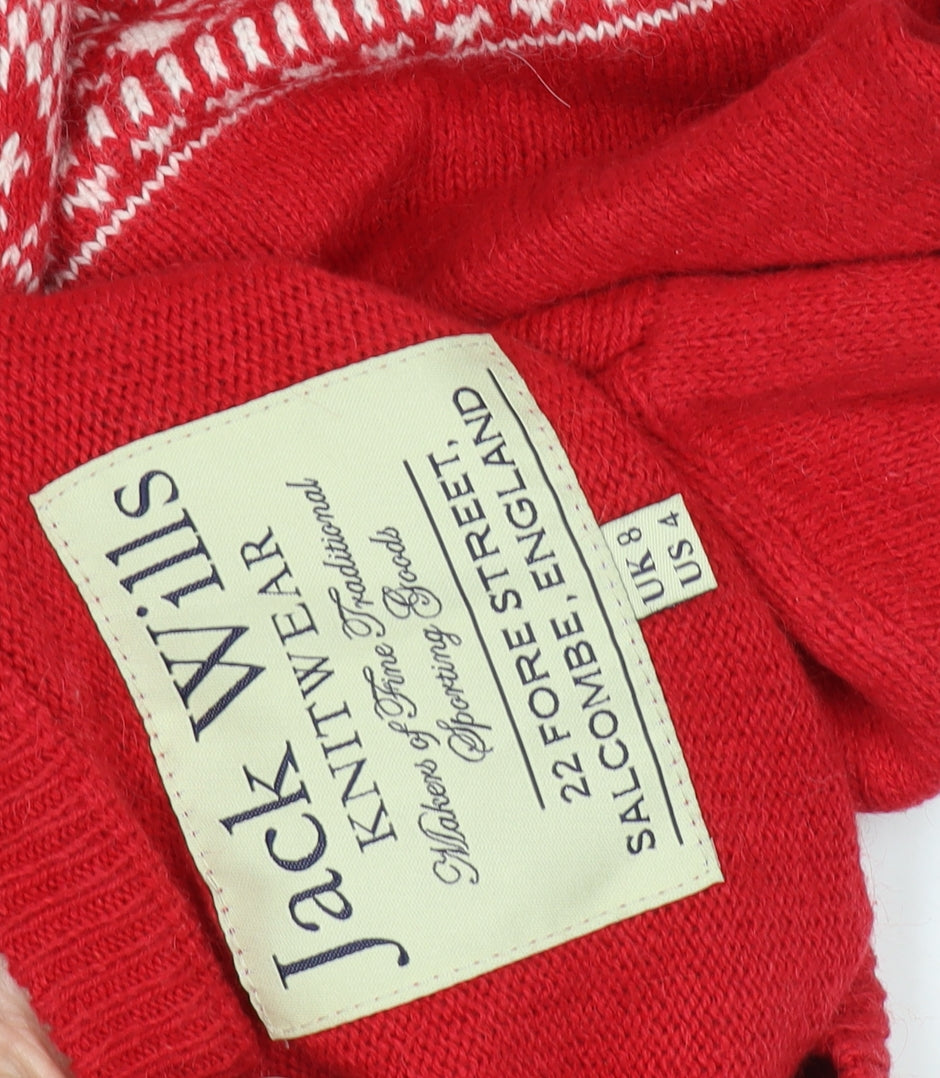 Jack Wills
KNITWEAR
Makers of Fine Traditional
Sporting Goods
22 FORE STREET,
SALCOMBE, ENGLAND
UK 8
US 4